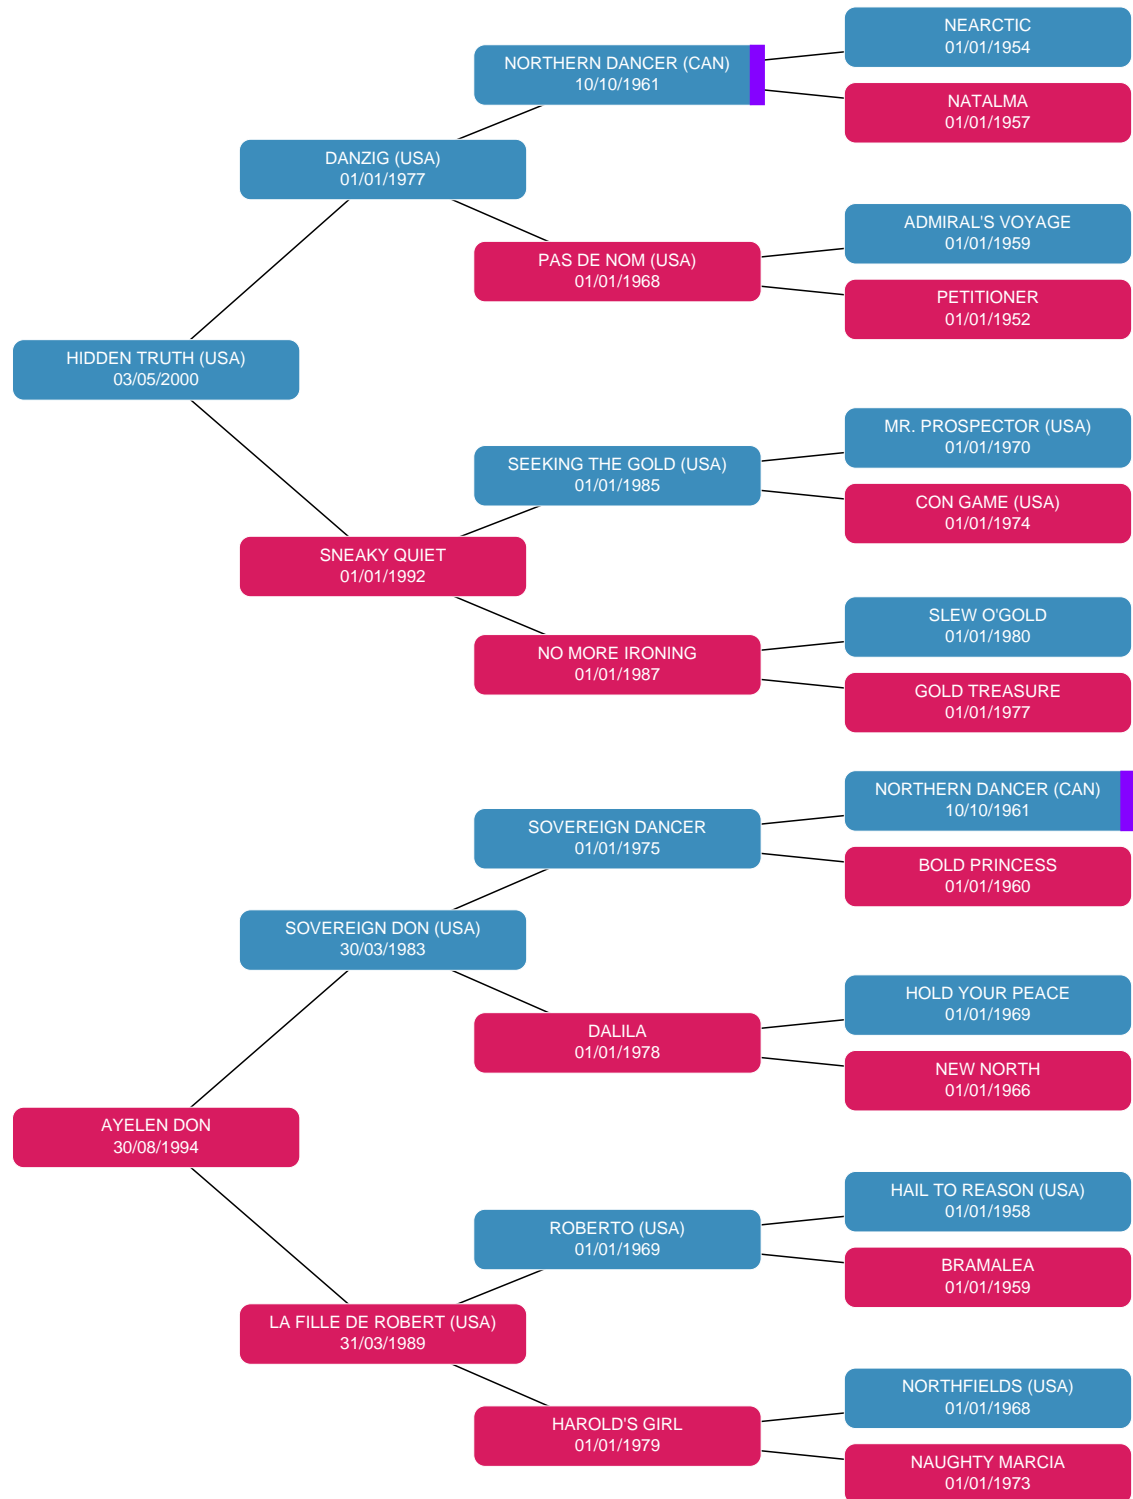 NEARCTIC
01/01/1954
NORTHERN DANCER (CAN)
10/10/1961
NATALMA
01/01/1957
DANZIG (USA)
01/01/1977
ADMIRAL'S VOYAGE
01/01/1959
PAS DE NOM (USA)
01/01/1968
PETITIONER
01/01/1952
HIDDEN TRUTH (USA)
03/05/2000
MR. PROSPECTOR (USA)
01/01/1970
SEEKING THE GOLD (USA)
01/01/1985
CON GAME (USA)
01/01/1974
SNEAKY QUIET
01/01/1992
SLEW O'GOLD
01/01/1980
NO MORE IRONING
01/01/1987
GOLD TREASURE
01/01/1977
NORTHERN DANCER (CAN)
10/10/1961
SOVEREIGN DANCER
01/01/1975
BOLD PRINCESS
01/01/1960
SOVEREIGN DON (USA)
30/03/1983
HOLD YOUR PEACE
01/01/1969
DALILA
01/01/1978
NEW NORTH
01/01/1966
AYELEN DON
30/08/1994
HAIL TO REASON (USA)
01/01/1958
ROBERTO (USA)
01/01/1969
BRAMALEA
01/01/1959
LA FILLE DE ROBERT (USA)
31/03/1989
NORTHFIELDS (USA)
01/01/1968
HAROLD'S GIRL
01/01/1979
NAUGHTY MARCIA
01/01/1973